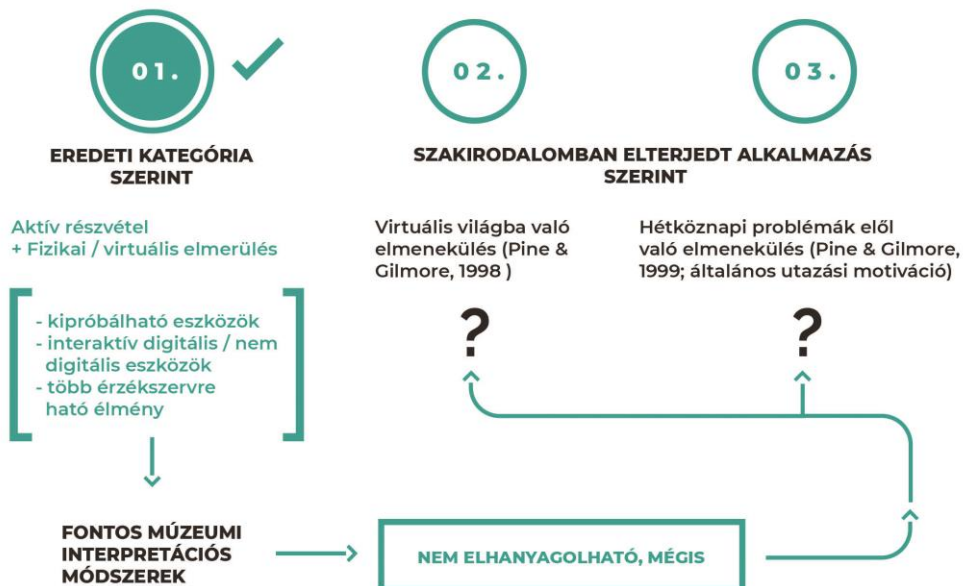 01.
EREDETI KATEGÓRIA
SZERINT
Aktív részvétel
+ Fizikai / virtuális elmerülés
- kipróbálható eszközök
- interaktív digitális / nem
digitális eszközök
- több érzékszervre
ható élmény
FONTOS MÚZEUMI
INTERPRETÁCIÓS
MÓDSZEREK
02.
03.
SZAKIRODALOMBAN ELTERJEDT ALKALMAZÁS
SZERINT
Virtuális világba való
elmenekülés (Pine &
Gilmore, 1998 )
?
Hétköznapi problémák elől
való elmenekülés (Pine & Gilmore,
1999; általános utazási motiváció)
?
NEM ELHANYAGOLHATÓ, MÉGIS